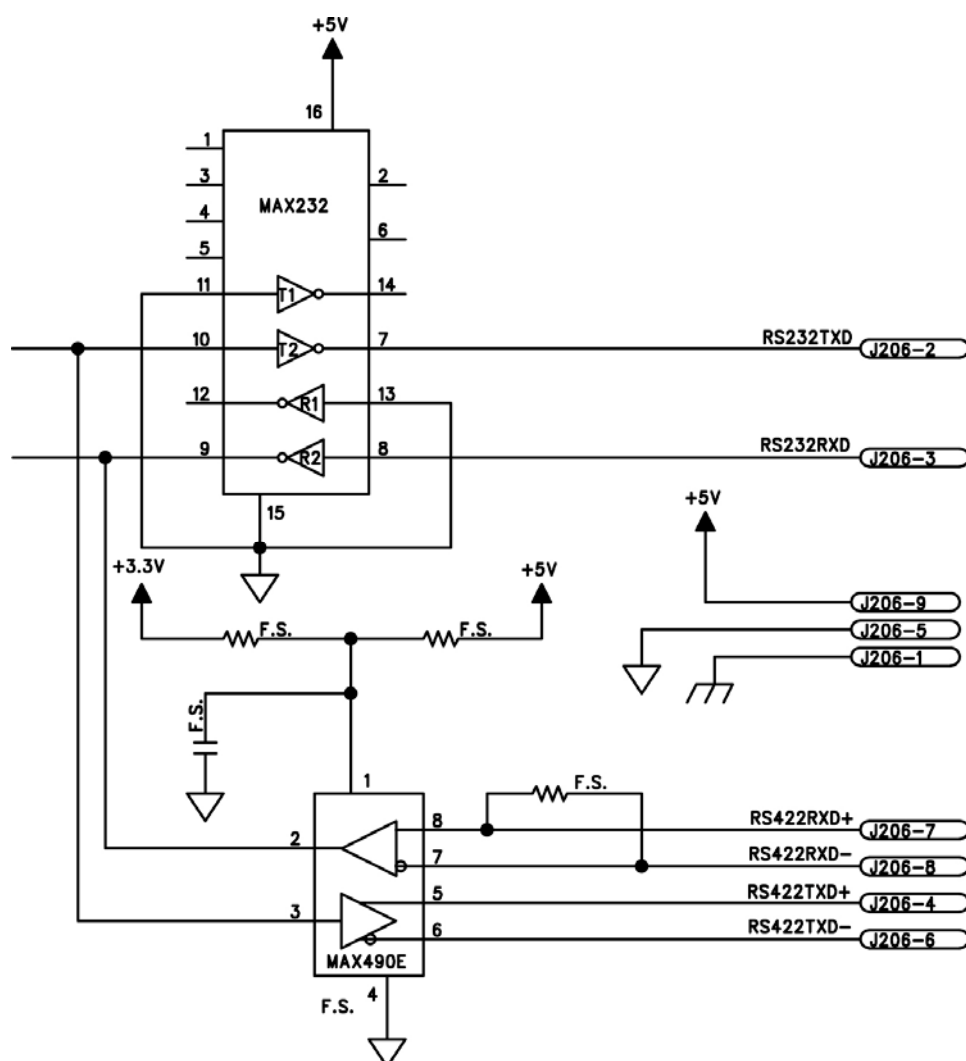 +5V
16
1
3
2
MAX232
4
6
5
11
T1
14
10
T2
7
RS232TXD
J206-2
12
R1
13
9
R2
8
RS232RXD
J206-3
15
+5V
+3.3V
+5V
F.S.
F.S.
J206-9
J206-5
J206-1
F.S.
1
F.S.
8
RS422RXD+
J206-7
2
7
RS422RXD-
J206-8
5
RS422TXD+
J206-4
3
6
RS422TXD-
J206-6
MAX490E
F.S.
4